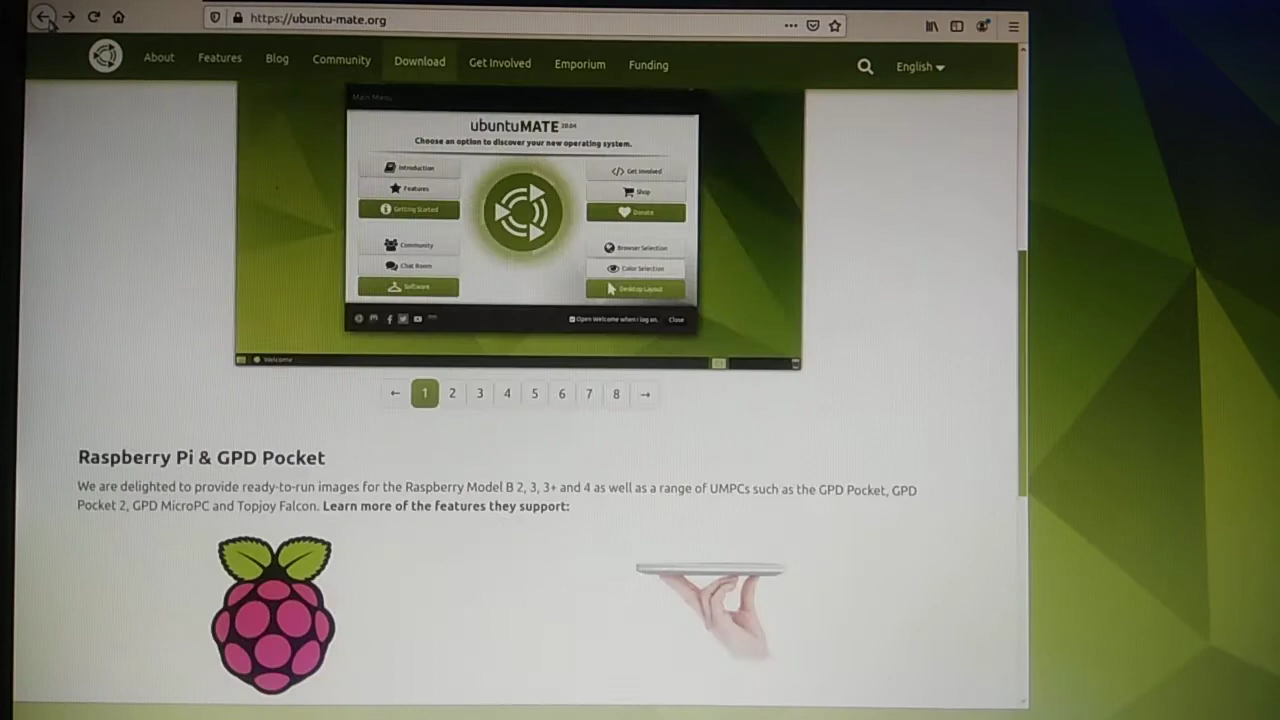 https://ubuntu-mate.org
About Features Blog Community Download Get Involved Emporium Funding English
Main Menu
ubuntuMATE 20.04
Choose an option to discover your new operating system.
Introduction
Features
Getting Started
Community
Chat Room
Software
Get Involved
Shop
Donate
Browser Selection
Color Selection
Desktop Layout
Open Welcome when I log on. Close
Welcome
← 1 2 3 4 5 6 7 8 →
Raspberry Pi & GPD Pocket
We are delighted to provide ready-to-run images for the Raspberry Model B 2, 3, 3+ and 4 as well as a range of UMPCs such as the GPD Pocket, GPD
Pocket 2, GPD MicroPC and Topjoy Falcon. Learn more of the features they support: